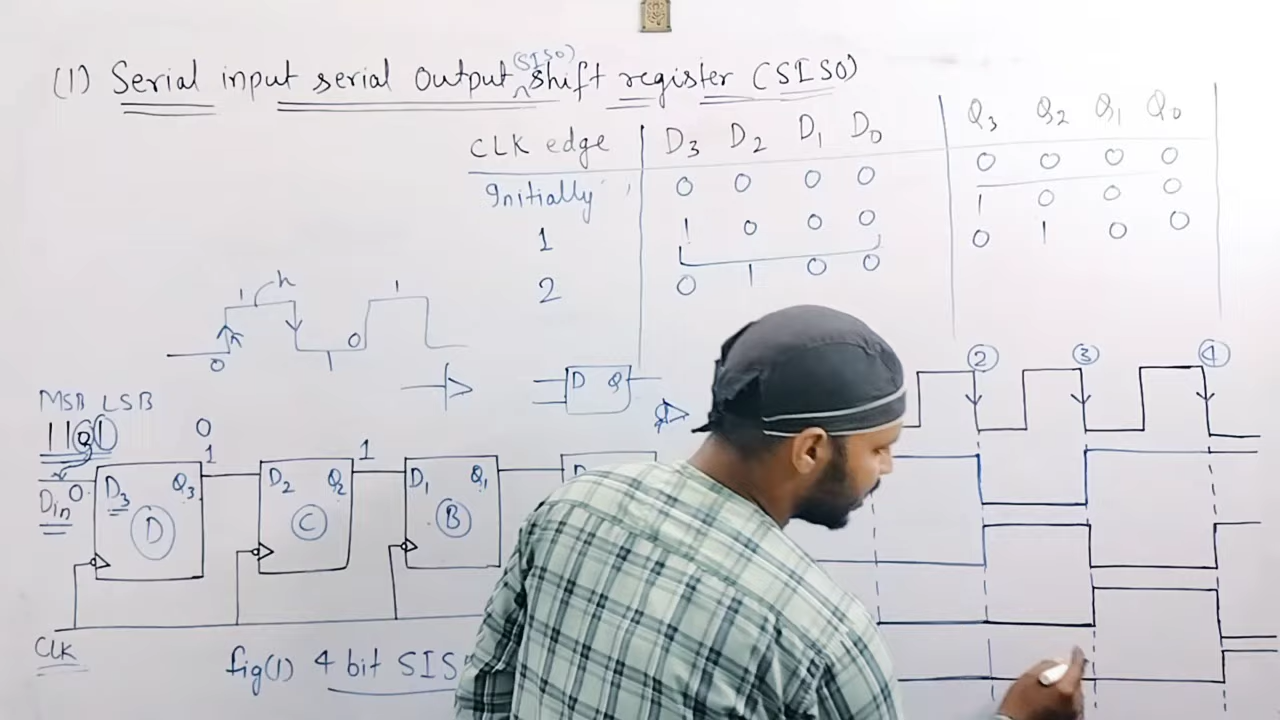 (SISO)
(1) Serial input serial output shift register (SISO)
CLK edge D3 D2 D1 D0 Q3 Q2 Q1 Q0
Initially 0 0 0 0 0 0 0 0
1 1 0 0 0 1 0 0 0
2 0 1 0 0 0 1 0 0
1 1
0 0
1
D Q
② ③ ④
MSB LSB
1101 0
1 1
Din 0 D3 Q3 D2 Q2 D1 Q1
D C B
CLK
fig(1) 4 bit SIS